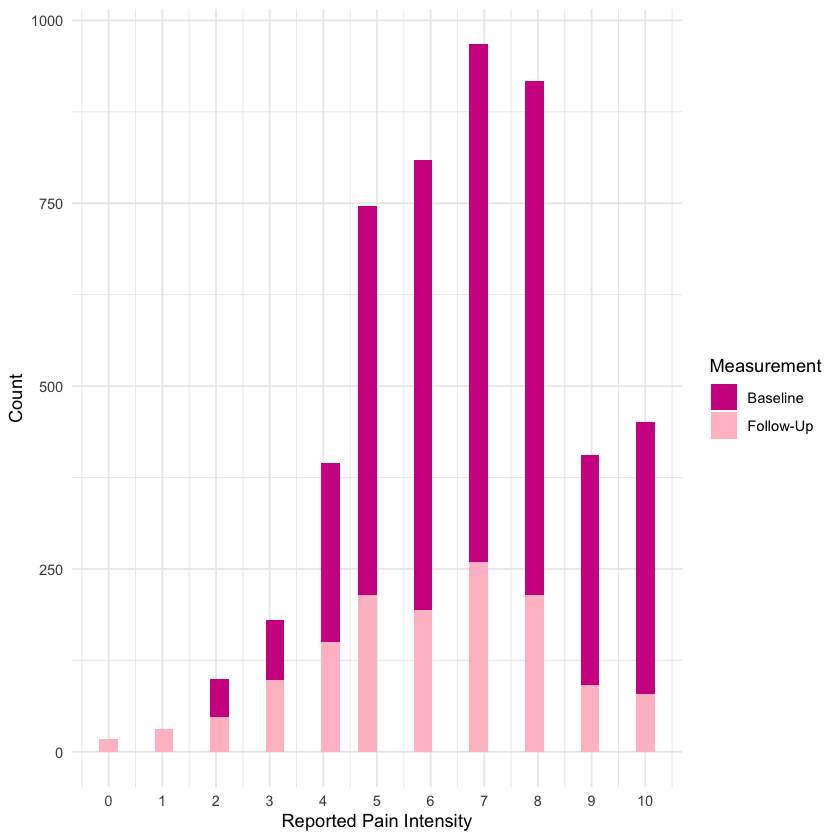 1000
750
500
250
0
Count
0 1 2 3 4 5 6 7 8 9 10
Reported Pain Intensity
Measurement
Baseline
Follow-Up